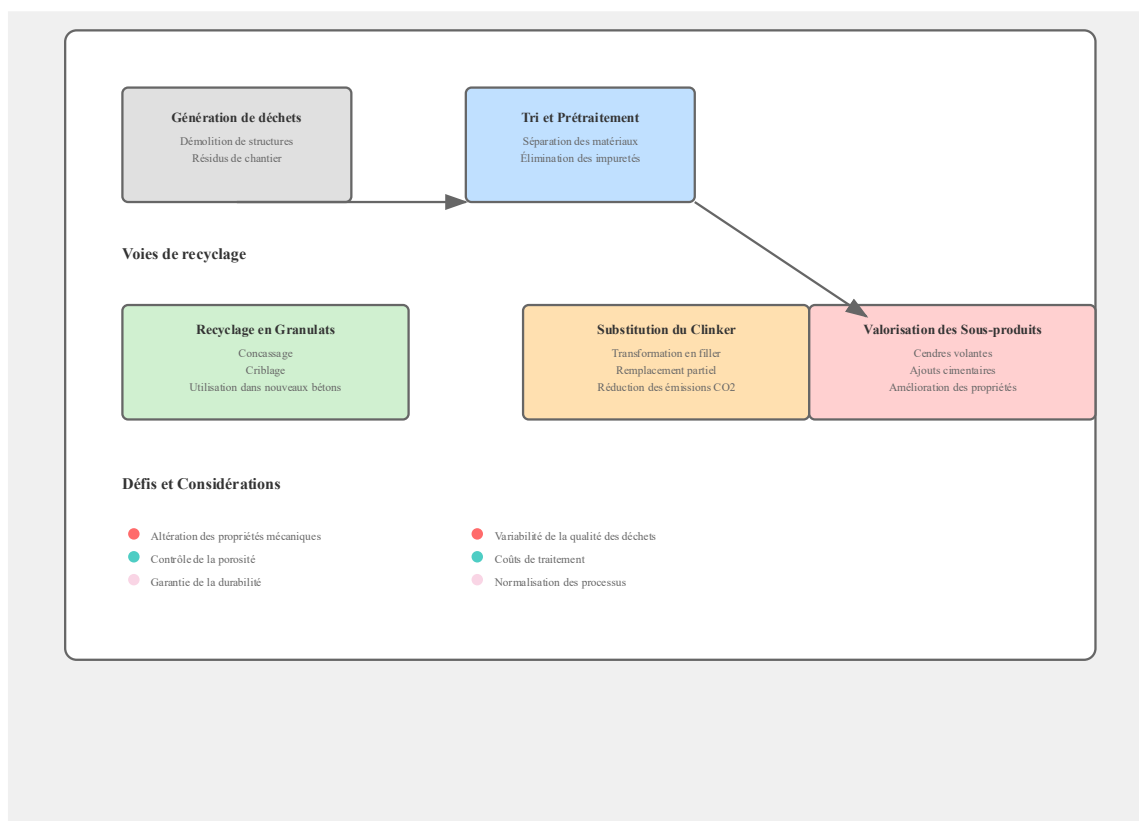 Génération de déchets
Démolition de structures
Résidus de chantier
Tri et Prétraitement
Séparation des matériaux
Élimination des impuretés
Voies de recyclage
Recyclage en Granulats
Concassage
Criblage
Utilisation dans nouveaux bétons
Substitution du Clinker
Transformation en filler
Remplacement partiel
Réduction des émissions CO2
Valorisation des Sous-produits
Cendres volantes
Ajouts cimentaires
Amélioration des propriétés
Défis et Considérations
Altération des propriétés mécaniques
Contrôle de la porosité
Garantie de la durabilité
Variabilité de la qualité des déchets
Coûts de traitement
Normalisation des processus